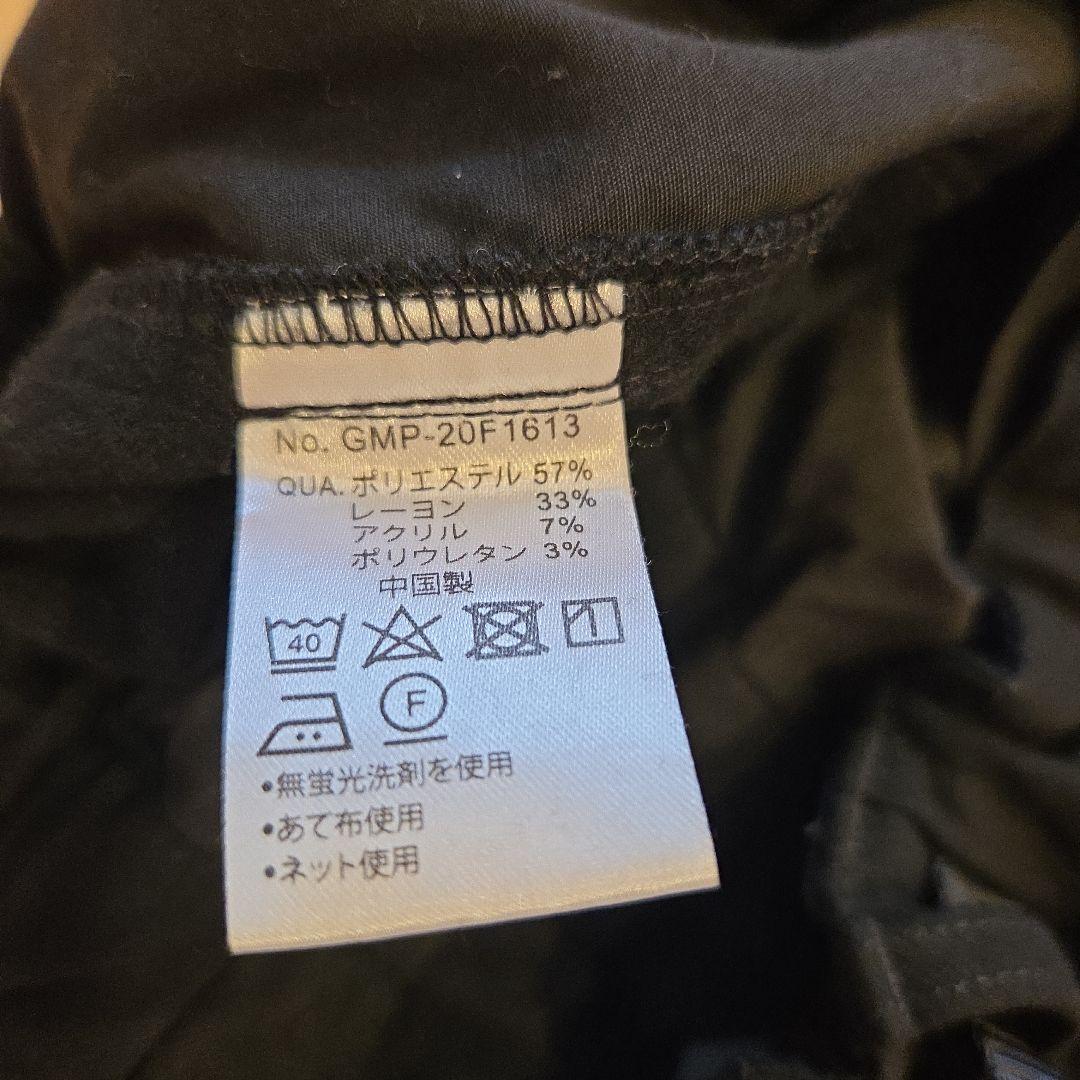 No. GMP-20F1613
QUA. ポリエステル 57%
レーヨン 33%
アクリル 7%
ポリウレタン 3%
中国製
40
F
•無蛍光洗剤を使用
•あて布使用
•ネット使用